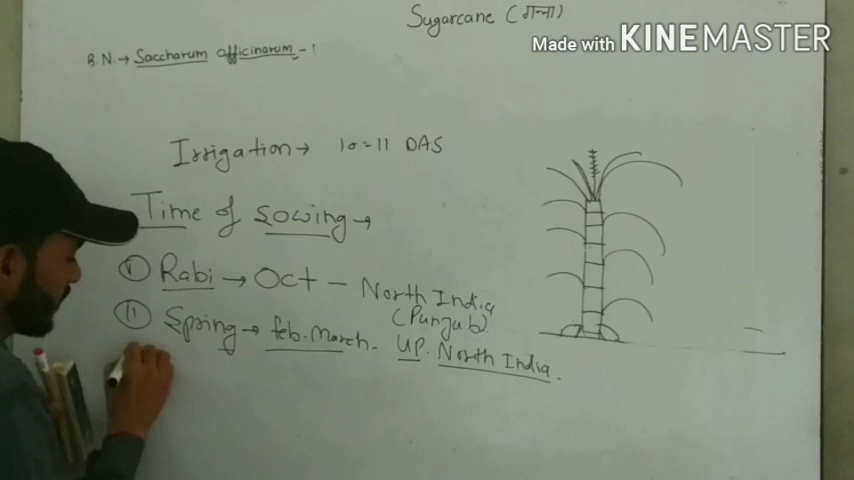 Sugarcane (गन्ना)
Made with KINEMASTER
B.N. → Saccharum officinarum - L
Irrigation → 10-11 DAS
Time of Sowing →
(I) Rabi → Oct - North India
(Punjab)
(II) Spring → feb. March - UP. North India.